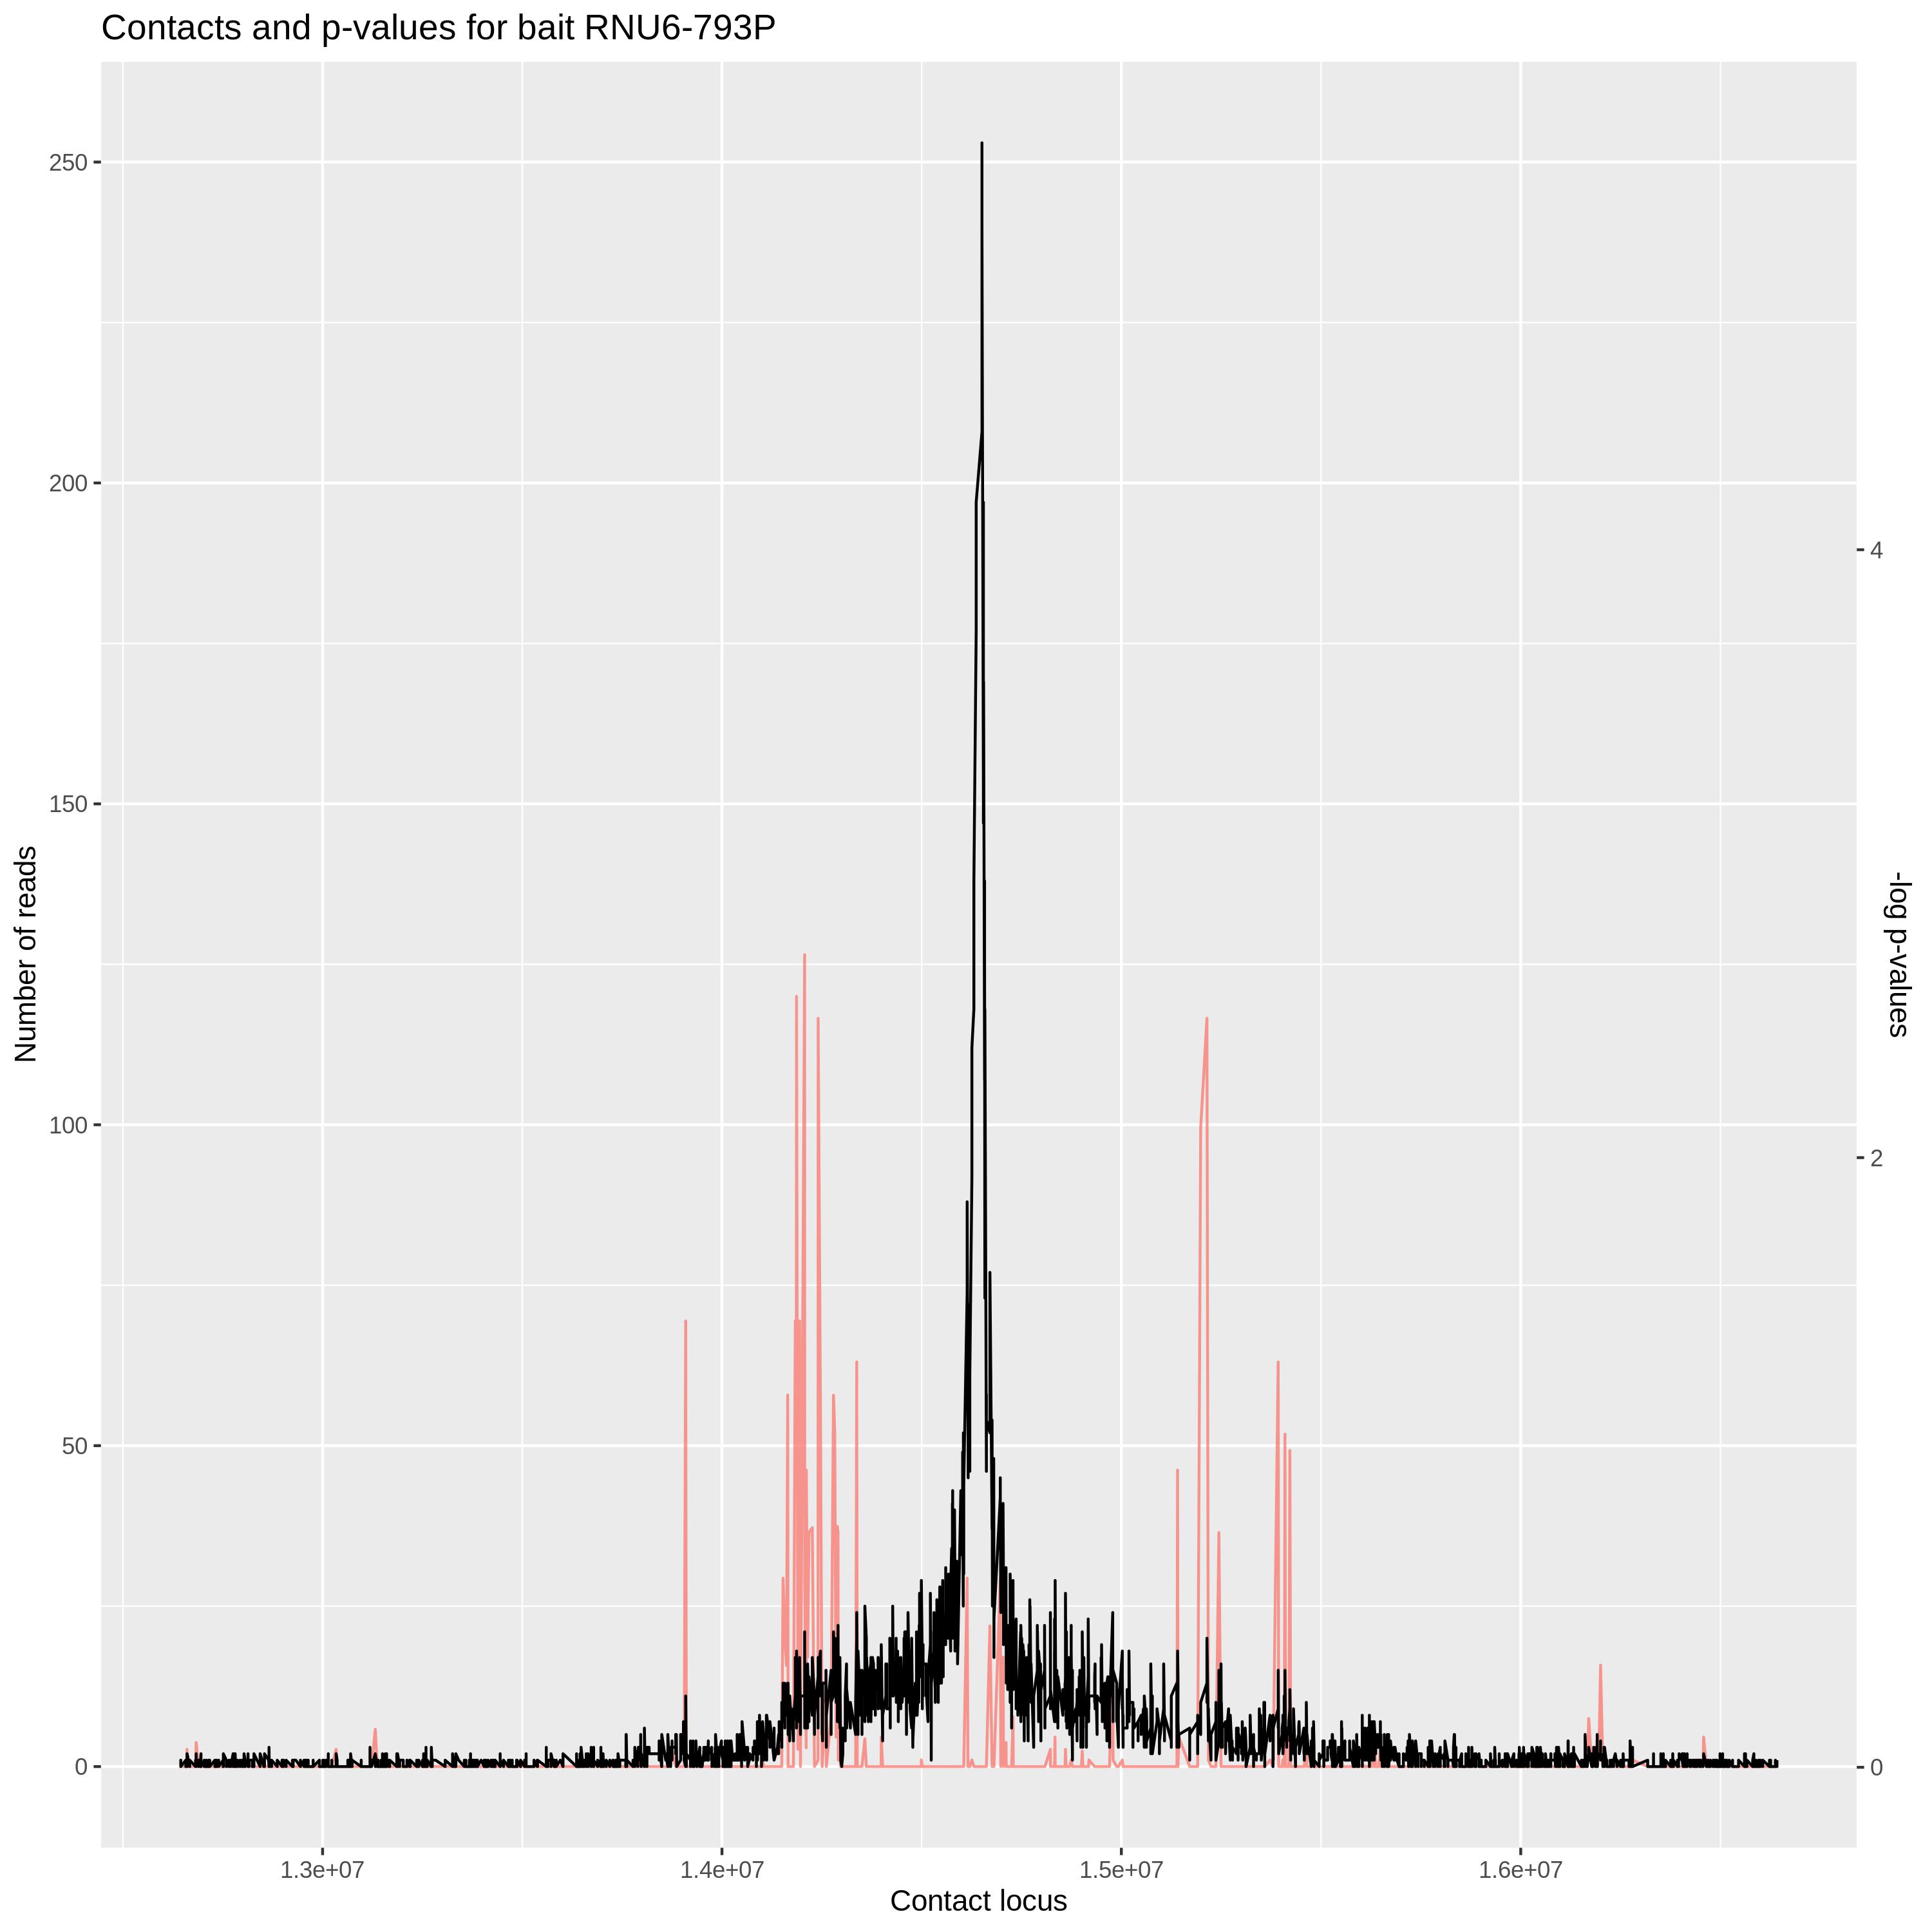 Contacts and p-values for bait RNU6-793P
250
200
150
100
50
0
4
2
0
Number of reads
-log p-values
1.3e+07
1.4e+07
1.5e+07
1.6e+07
Contact locus